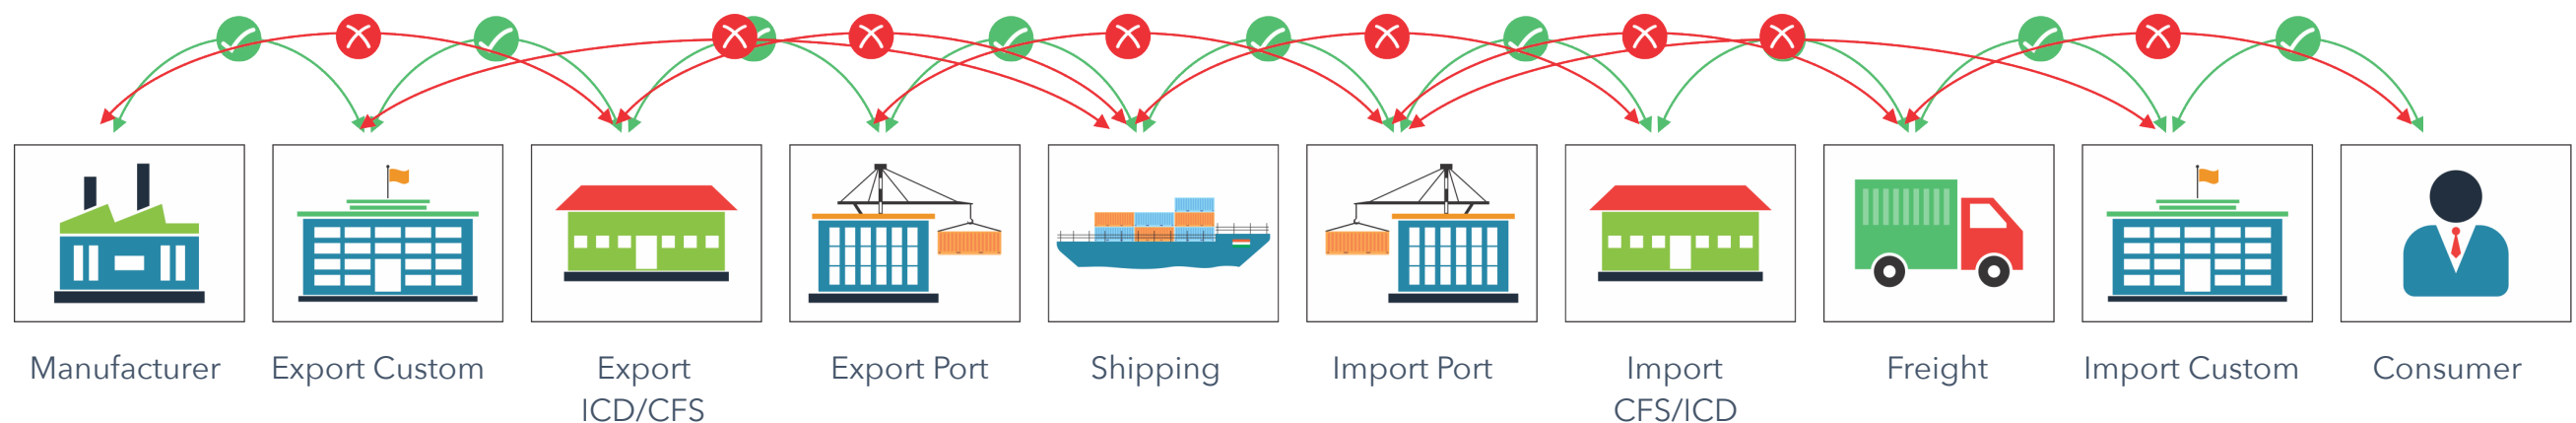 Manufacturer
Export Custom
Export
ICD/CFS
Export Port
Shipping
Import Port
Import
CFS/ICD
Freight
Import Custom
Consumer